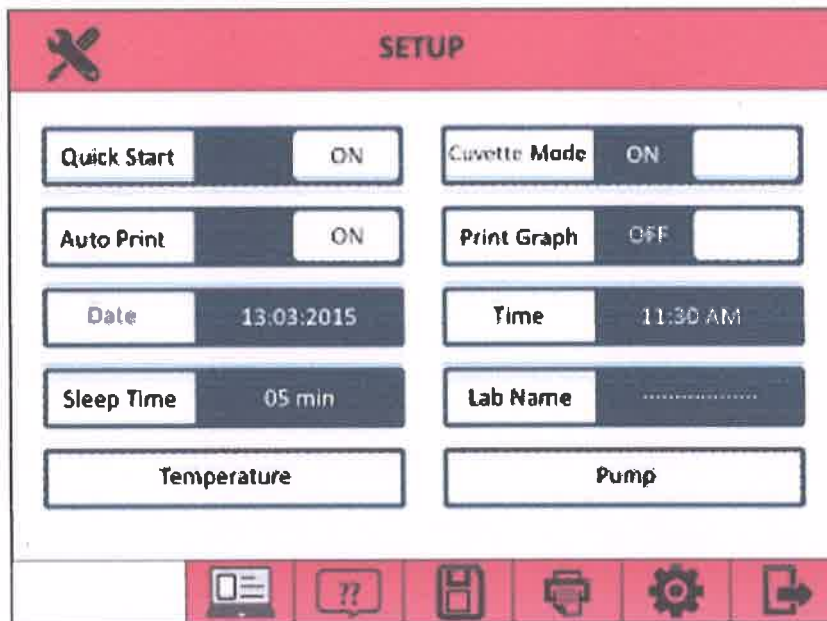 SETUP
Quick Start ON
Cuvette Mode ON
Auto Print ON
Print Graph OFF
Date 13:03:2015
Time 11:30 AM
Sleep Time 05 min
Lab Name ................
Temperature
Pump
??